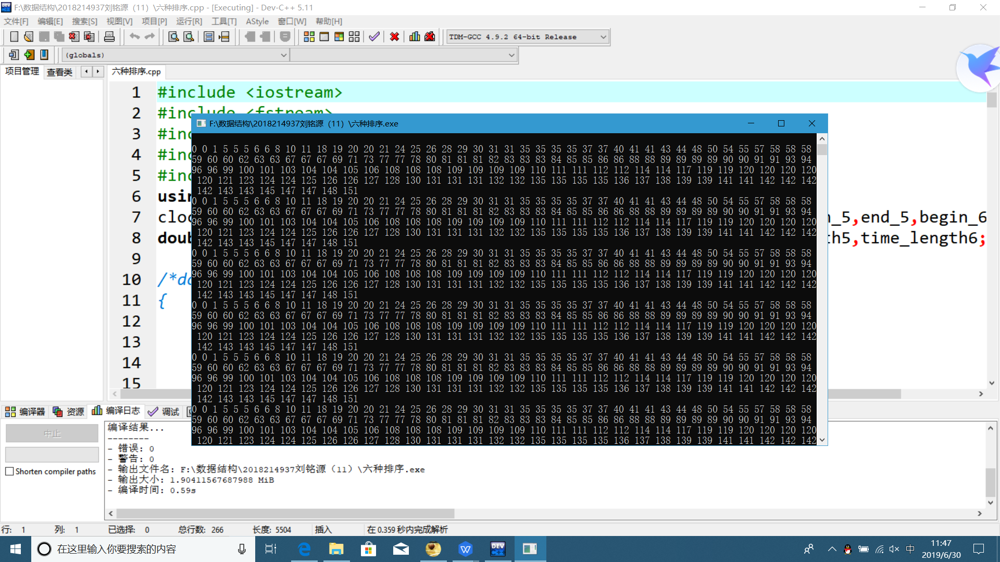 F:\数据结构\2018214937刘铭源（11）\六种排序.cpp - [Executing] - Dev-C++ 5.11
文件[F] 编辑[E] 搜索[S] 视图[V] 项目[P] 运行[R] 工具[T] AStyle 窗口[W] 帮助[H]
TDM-GCC 4.9.2 64-bit Release
(globals)
项目管理 查看类 六种排序.cpp
1 #include <iostream>
2 #include <fstream>
3 #inc
4 #inc
5 #inc
6 usin
7 cloc n_5,end_5,begin_6
8 doub th5,time_length6;
9
10 /*do
11 {
12
13
14
15
F:\数据结构\2018214937刘铭源（11）\六种排序.exe
0 0 1 5 5 5 6 6 8 10 11 18 19 20 20 21 24 25 26 28 29 30 31 31 35 35 35 35 37 37 40 41 41 43 44 48 50 54 55 57 58 58 58
59 60 60 62 63 63 67 67 67 69 71 73 77 77 78 80 81 81 81 82 83 83 83 84 85 85 86 86 88 88 89 89 89 89 90 90 91 91 93 94
96 96 99 100 101 103 104 104 105 106 108 108 108 109 109 109 109 110 111 111 112 112 114 114 117 119 119 120 120 120 120
120 121 123 124 124 125 126 126 127 128 130 131 131 131 132 132 135 135 135 135 136 137 138 139 139 141 141 142 142 142
142 143 143 145 147 147 148 151
0 0 1 5 5 5 6 6 8 10 11 18 19 20 20 21 24 25 26 28 29 30 31 31 35 35 35 35 37 37 40 41 41 43 44 48 50 54 55 57 58 58 58
59 60 60 62 63 63 67 67 67 69 71 73 77 77 78 80 81 81 81 82 83 83 83 84 85 85 86 86 88 88 89 89 89 89 90 90 91 91 93 94
96 96 99 100 101 103 104 104 105 106 108 108 108 109 109 109 109 110 111 111 112 112 114 114 117 119 119 120 120 120 120
120 121 123 124 124 125 126 126 127 128 130 131 131 131 132 132 135 135 135 135 136 137 138 139 139 141 141 142 142 142
142 143 143 145 147 147 148 151
0 0 1 5 5 5 6 6 8 10 11 18 19 20 20 21 24 25 26 28 29 30 31 31 35 35 35 35 37 37 40 41 41 43 44 48 50 54 55 57 58 58 58
59 60 60 62 63 63 67 67 67 69 71 73 77 77 78 80 81 81 81 82 83 83 83 84 85 85 86 86 88 88 89 89 89 89 90 90 91 91 93 94
96 96 99 100 101 103 104 104 105 106 108 108 108 109 109 109 109 110 111 111 112 112 114 114 117 119 119 120 120 120 120
120 121 123 124 124 125 126 126 127 128 130 131 131 131 132 132 135 135 135 135 136 137 138 139 139 141 141 142 142 142
142 143 143 145 147 147 148 151
0 0 1 5 5 5 6 6 8 10 11 18 19 20 20 21 24 25 26 28 29 30 31 31 35 35 35 35 37 37 40 41 41 43 44 48 50 54 55 57 58 58 58
59 60 60 62 63 63 67 67 67 69 71 73 77 77 78 80 81 81 81 82 83 83 83 84 85 85 86 86 88 88 89 89 89 89 90 90 91 91 93 94
96 96 99 100 101 103 104 104 105 106 108 108 108 109 109 109 109 110 111 111 112 112 114 114 117 119 119 120 120 120 120
120 121 123 124 124 125 126 126 127 128 130 131 131 131 132 132 135 135 135 135 136 137 138 139 139 141 141 142 142 142
142 143 143 145 147 147 148 151
0 0 1 5 5 5 6 6 8 10 11 18 19 20 20 21 24 25 26 28 29 30 31 31 35 35 35 35 37 37 40 41 41 43 44 48 50 54 55 57 58 58 58
59 60 60 62 63 63 67 67 67 69 71 73 77 77 78 80 81 81 81 82 83 83 83 84 85 85 86 86 88 88 89 89 89 89 90 90 91 91 93 94
96 96 99 100 101 103 104 104 105 106 108 108 108 109 109 109 109 110 111 111 112 112 114 114 117 119 119 120 120 120 120
120 121 123 124 124 125 126 126 127 128 130 131 131 131 132 132 135 135 135 135 136 137 138 139 139 141 141 142 142 142
142 143 143 145 147 147 148 151
0 0 1 5 5 5 6 6 8 10 11 18 19 20 20 21 24 25 26 28 29 30 31 31 35 35 35 35 37 37 40 41 41 43 44 48 50 54 55 57 58 58 58
59 60 60 62 63 63 67 67 67 69 71 73 77 77 78 80 81 81 81 82 83 83 83 84 85 85 86 86 88 88 89 89 89 89 90 90 91 91 93 94
96 96 99 100 101 103 104 104 105 106 108 108 108 109 109 109 109 110 111 111 112 112 114 114 117 119 119 120 120 120 120
120 121 123 124 124 125 126 126 127 128 130 131 131 131 132 132 135 135 135 135 136 137 138 139 139 141 141 142 142 142
编译器 资源 编译日志 调试
中止
Shorten compiler paths
编译结果...
--------
- 错误: 0
- 警告: 0
- 输出文件名: F:\数据结构\2018214937刘铭源（11）\六种排序.exe
- 输出大小: 1.90411567687988 MiB
- 编译时间: 0.59s
行: 1 列: 1 已选择: 0 总行数: 266 长度: 5504 插入 在 0.359 秒内完成解析
在这里输入你要搜索的内容
DEV C++
中
11:47
2019/6/30